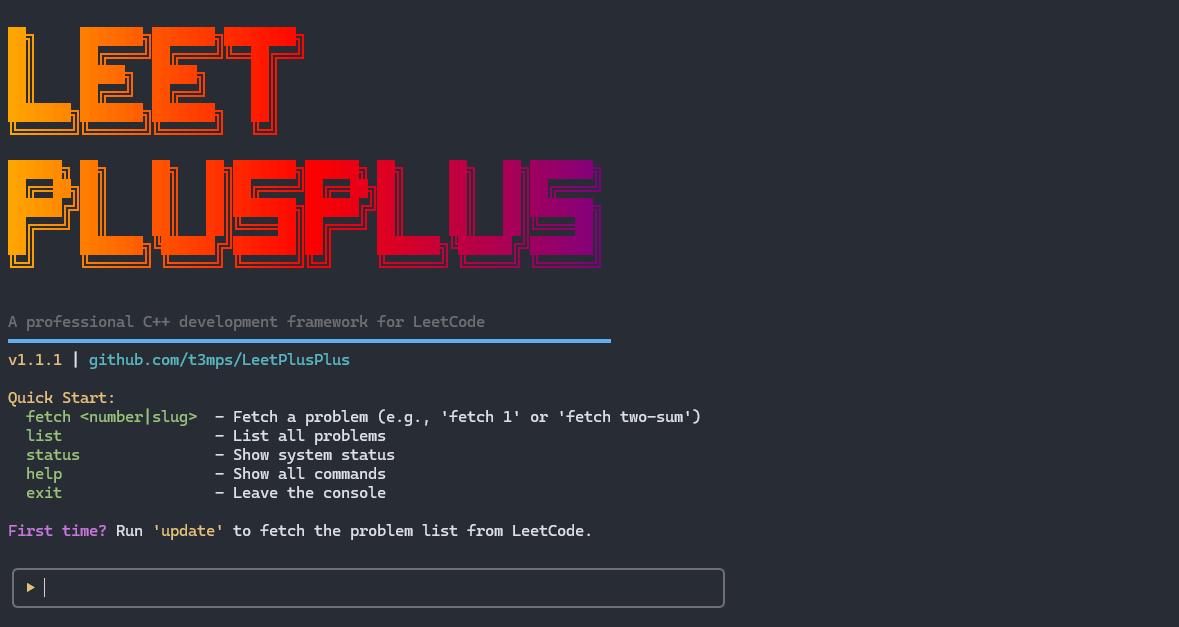 LEET
PLUSPLUS
A professional C++ development framework for LeetCode
v1.1.1 | github.com/t3mps/LeetPlusPlus
Quick Start:
fetch <number|slug> - Fetch a problem (e.g., 'fetch 1' or 'fetch two-sum')
list - List all problems
status - Show system status
help - Show all commands
exit - Leave the console
First time? Run 'update' to fetch the problem list from LeetCode.